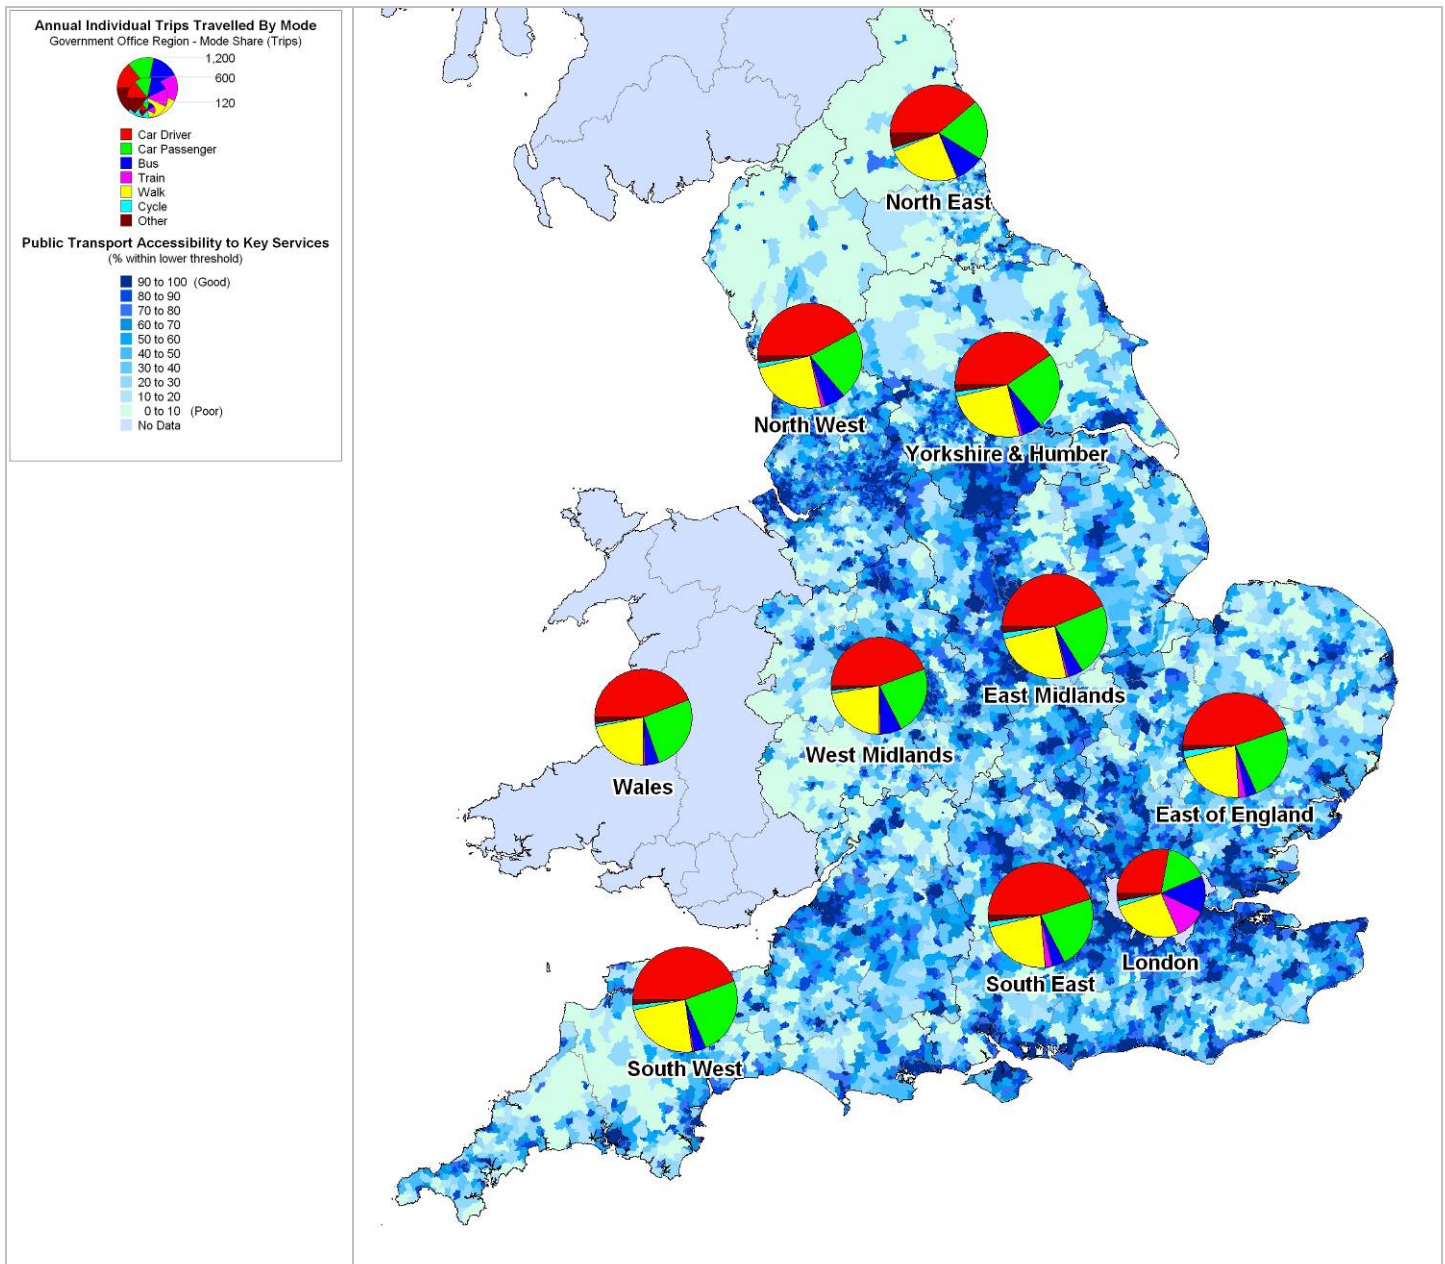 Annual Individual Trips Travelled By Mode
Government Office Region - Mode Share (Trips)
1,200
600
120
Car Driver
Car Passenger
Bus
Train
Walk
Cycle
Other
Public Transport Accessibility to Key Services
(% within lower threshold)
90 to 100 (Good)
80 to 90
70 to 80
60 to 70
50 to 60
40 to 50
30 to 40
20 to 30
10 to 20
0 to 10 (Poor)
No Data
North East
North West
Yorkshire & Humber
East Midlands
West Midlands
Wales
East of England
London
South East
South West